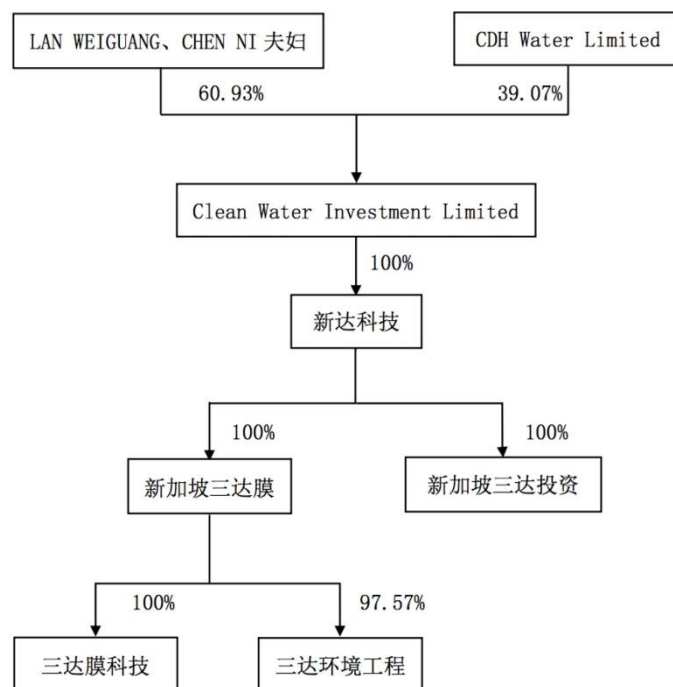 LAN WEIGUANG、CHEN NI 夫妇
CDH Water Limited
60.93%
39.07%
Clean Water Investment Limited
100%
新达科技
100%
100%
新加坡三达膜
新加坡三达投资
100%
97.57%
三达膜科技
三达环境工程